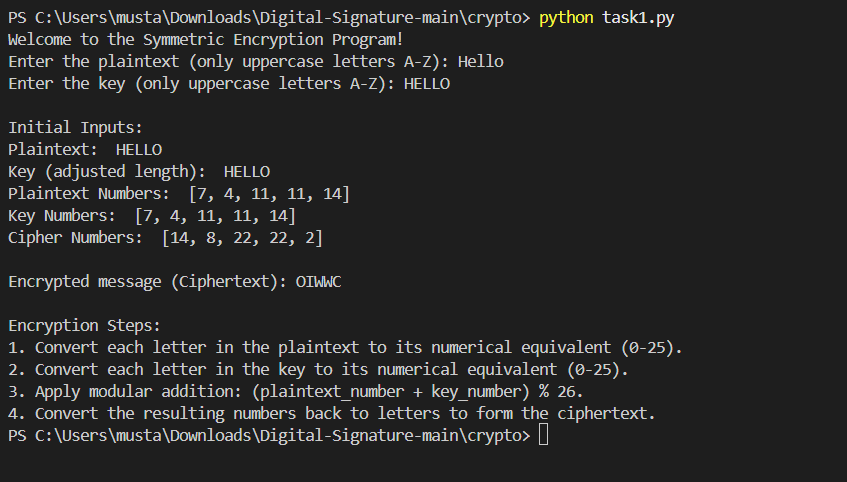 PS C:\Users\musta\Downloads\Digital-Signature-main\crypto> python task1.py
Welcome to the Symmetric Encryption Program!
Enter the plaintext (only uppercase letters A-Z): Hello
Enter the key (only uppercase letters A-Z): HELLO
Initial Inputs:
Plaintext:  HELLO
Key (adjusted length):  HELLO
Plaintext Numbers:  [7, 4, 11, 11, 14]
Key Numbers:  [7, 4, 11, 11, 14]
Cipher Numbers:  [14, 8, 22, 22, 2]
Encrypted message (Ciphertext): OIWWC
Encryption Steps:
1. Convert each letter in the plaintext to its numerical equivalent (0-25).
2. Convert each letter in the key to its numerical equivalent (0-25).
3. Apply modular addition: (plaintext_number + key_number) % 26.
4. Convert the resulting numbers back to letters to form the ciphertext.
PS C:\Users\musta\Downloads\Digital-Signature-main\crypto>